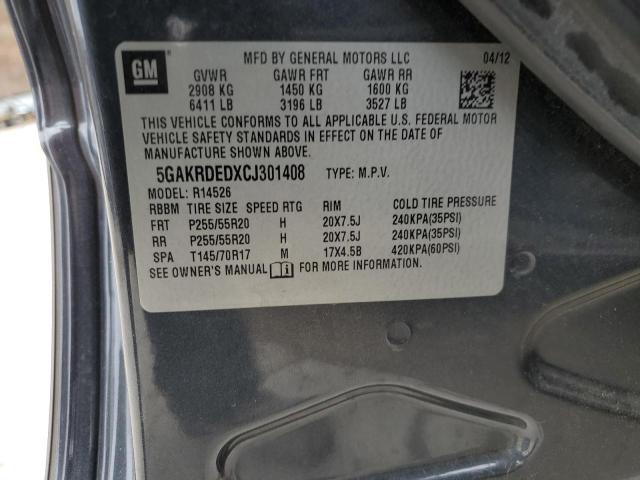 GM
MFD BY GENERAL MOTORS LLC 04/12
GVWR GAWR FRT GAWR RR
2908 KG 1450 KG 1600 KG
6411 LB 3196 LB 3527 LB
THIS VEHICLE CONFORMS TO ALL APPLICABLE U.S. FEDERAL MOTOR
VEHICLE SAFETY STANDARDS IN EFFECT ON THE DATE OF
MANUFACTURE SHOWN ABOVE.
5GAKRDEDXCJ301408 TYPE: M.P.V.
MODEL: R14526
RBBM TIRE SIZE SPEED RTG RIM COLD TIRE PRESSURE
FRT P255/55R20 H 20X7.5J 240KPA(35PSI)
RR P255/55R20 H 20X7.5J 240KPA(35PSI)
SPA T145/70R17 M 17X4.5B 420KPA(60PSI)
SEE OWNER'S MANUAL FOR MORE INFORMATION.